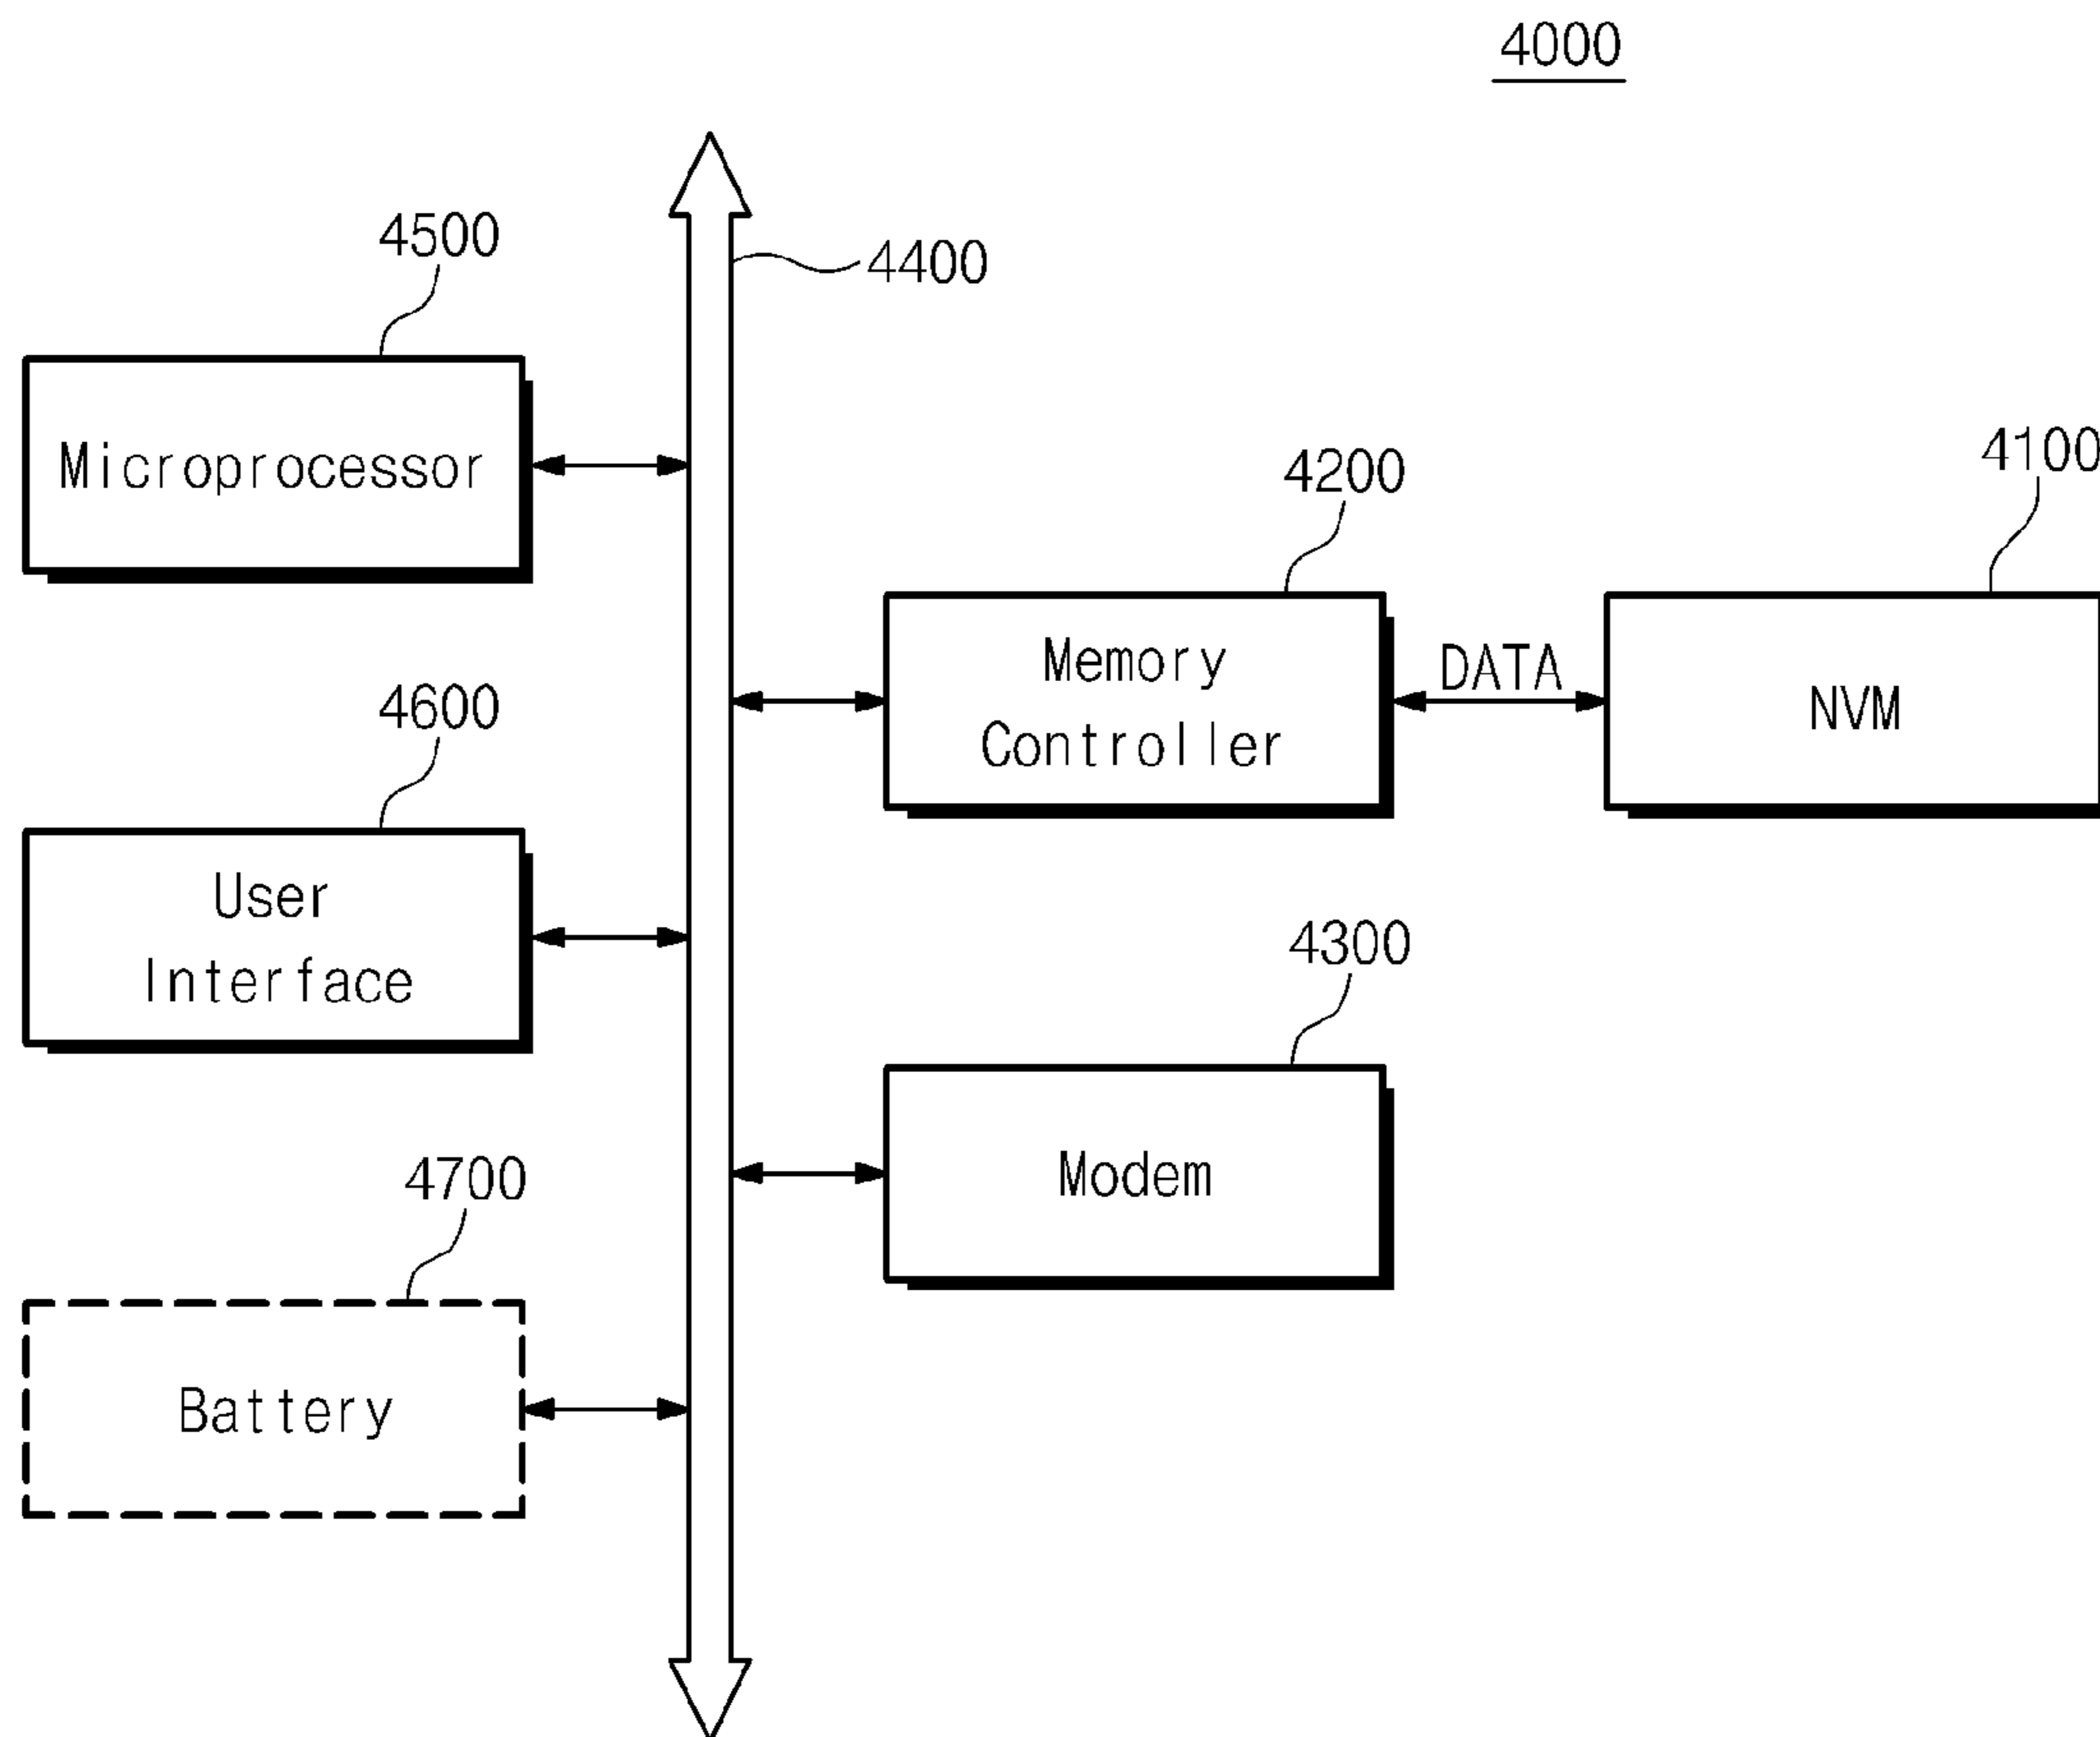 4000
4500
4400
Microprocessor
4200
4100
Memory
Controller
DATA
NVM
4600
User
Interface
4300
Modem
4700
Battery